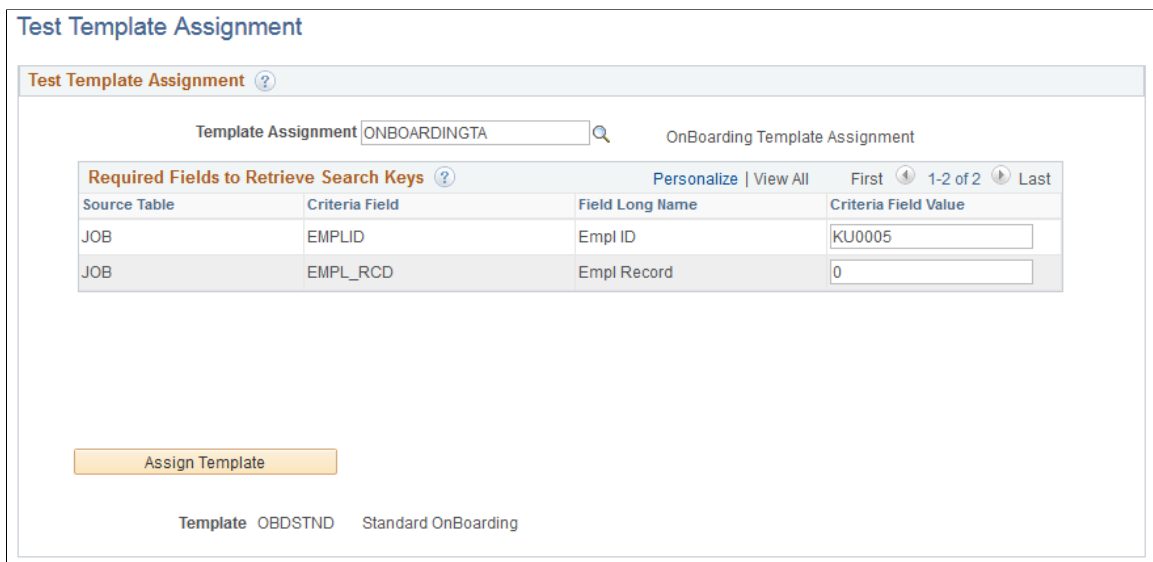 Test Template Assignment
Test Template Assignment ?
Template Assignment ONBOARDINGTA OnBoarding Template Assignment
Required Fields to Retrieve Search Keys ? Personalize | View All First 1-2 of 2 Last
Source Table Criteria Field Field Long Name Criteria Field Value
JOB EMPLID Empl ID KU0005
JOB EMPL_RCD Empl Record 0
Assign Template
Template OBDSTND Standard OnBoarding